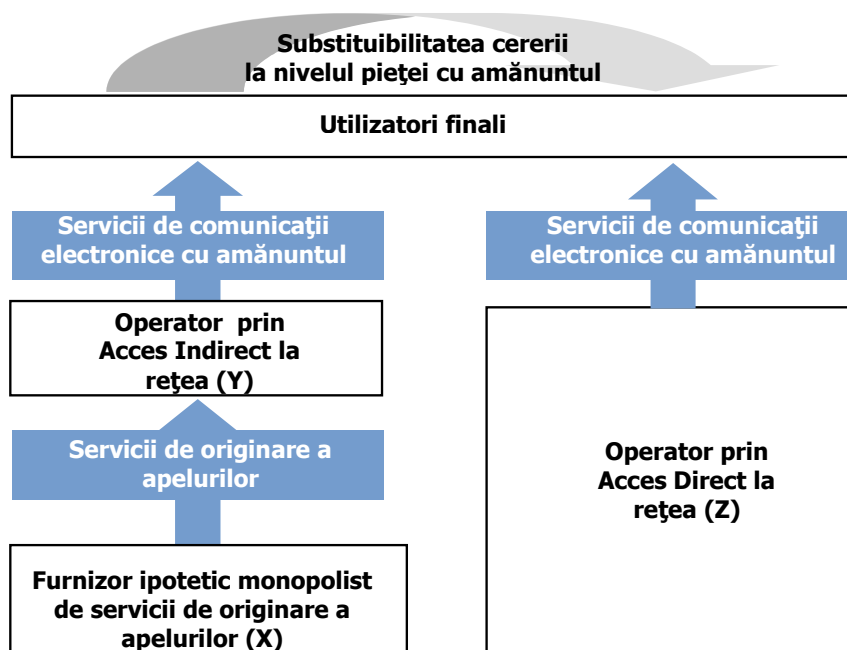 Substituibilitatea cererii
la nivelul pieţei cu amănuntul
Utilizatori finali
Servicii de comunicaţii
electronice cu amănuntul
Servicii de comunicaţii
electronice cu amănuntul
Operator prin
Acces Indirect la
reţea (Y)
Servicii de originare a
apelurilor
Operator prin
Acces Direct la
reţea (Z)
Furnizor ipotetic monopolist
de servicii de originare a
apelurilor (X)